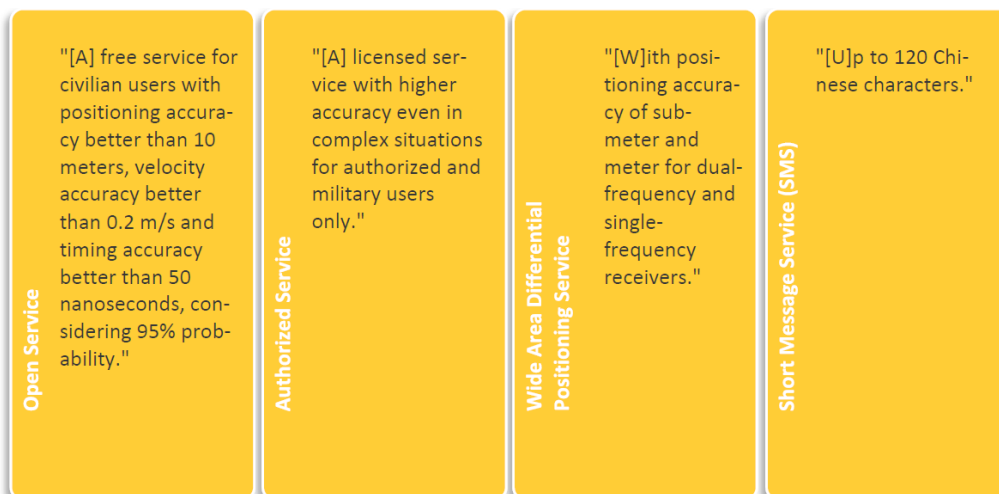 Open Service
"[A] free service for
civilian users with
positioning accura-
cy better than 10
meters, velocity
accuracy better
than 0.2 m/s and
timing accuracy
better than 50
nanoseconds, con-
sidering 95% prob-
ability."
Authorized Service
"[A] licensed ser-
vice with higher
accuracy even in
complex situations
for authorized and
military users
only."
Wide Area Differential
Positioning Service
"[W]ith posi-
tioning accura-
cy of sub-
meter and
meter for dual-
frequency and
single-
frequency
receivers."
Short Message Service (SMS)
"[U]p to 120 Chi-
nese characters."